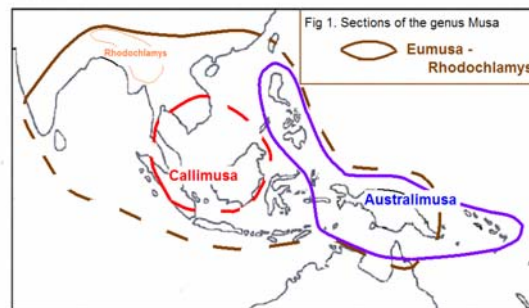 Fig 1. Sections of the genus Musa
Eumusa -
Rhodochlamys
Rhodochlamys
Callimusa
Australimusa